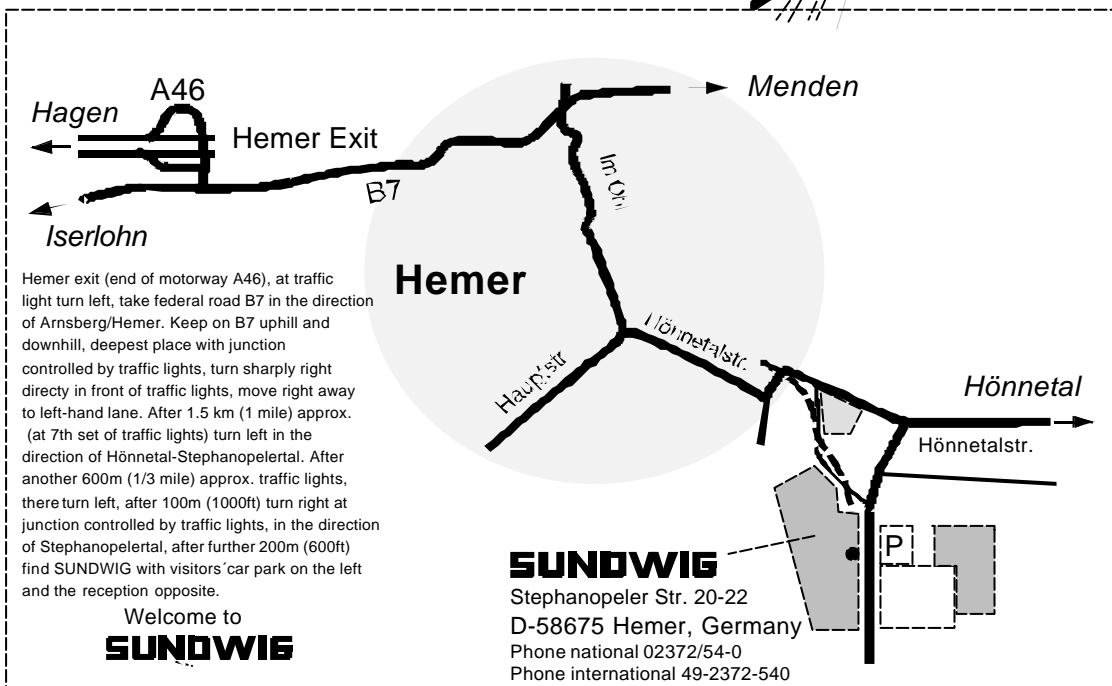 A46
Hagen
Hemer Exit
Menden
B7
Iserlohn
Hemer
Hauptstr
Hönnetalstr.
Hönnetal
Hönnetalstr.
Hemer exit (end of motorway A46), at traffic
light turn left, take federal road B7 in the direction
of Arnsberg/Hemer. Keep on B7 uphill and
downhill, deepest place with junction
controlled by traffic lights, turn sharply right
directy in front of traffic lights, move right away
to left-hand lane. After 1.5 km (1 mile) approx.
(at 7th set of traffic lights) turn left in the
direction of Hönnetal-Stephanopelertal. After
another 600m (1/3 mile) approx. traffic lights,
there turn left, after 100m (1000ft) turn right at
junction controlled by traffic lights, in the direction
of Stephanopelertal, after further 200m (600ft)
find SUNDWIG with visitors´car park on the left
and the reception opposite.
Welcome to
SUNDWIG
P
SUNDWIG
Stephanopeler Str. 20-22
D-58675 Hemer, Germany
Phone national 02372/54-0
Phone international 49-2372-540